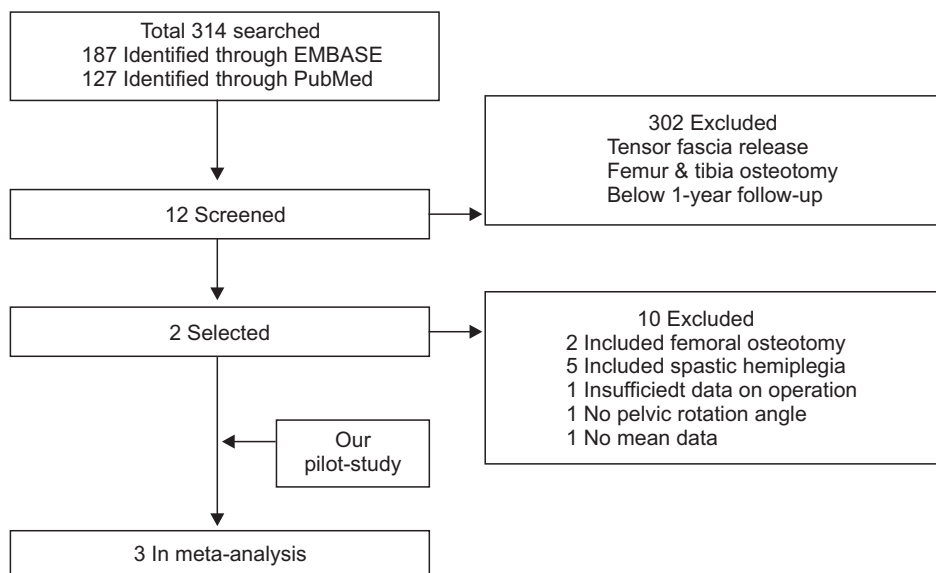 Total 314 searched
187 Identified through EMBASE
127 Identified through PubMed
302 Excluded
Tensor fascia release
Femur & tibia osteotomy
Below 1-year follow-up
12 Screened
2 Selected
10 Excluded
2 Included femoral osteotomy
5 Included spastic hemiplegia
1 Insufficiedt data on operation
1 No pelvic rotation angle
1 No mean data
Our
pilot-study
3 In meta-analysis